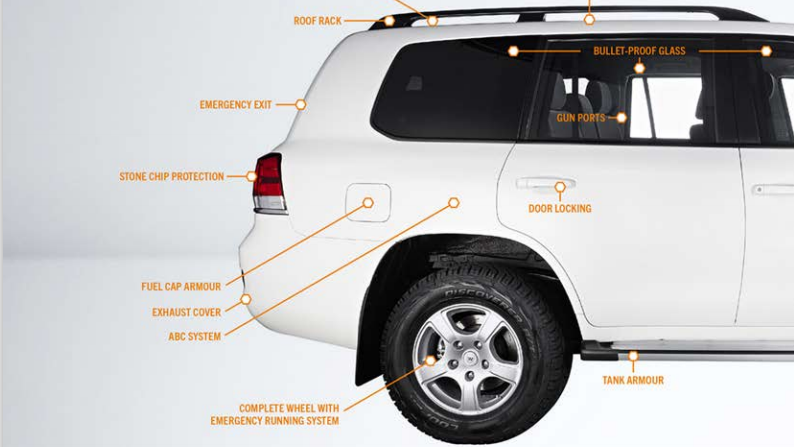 ROOF RACK
BULLET-PROOF GLASS
EMERGENCY EXIT
GUN PORTS
STONE CHIP PROTECTION
DOOR LOCKING
FUEL CAP ARMOUR
EXHAUST COVER
ABC SYSTEM
DISCOVERER
TANK ARMOUR
COMPLETE WHEEL WITH
EMERGENCY RUNNING SYSTEM